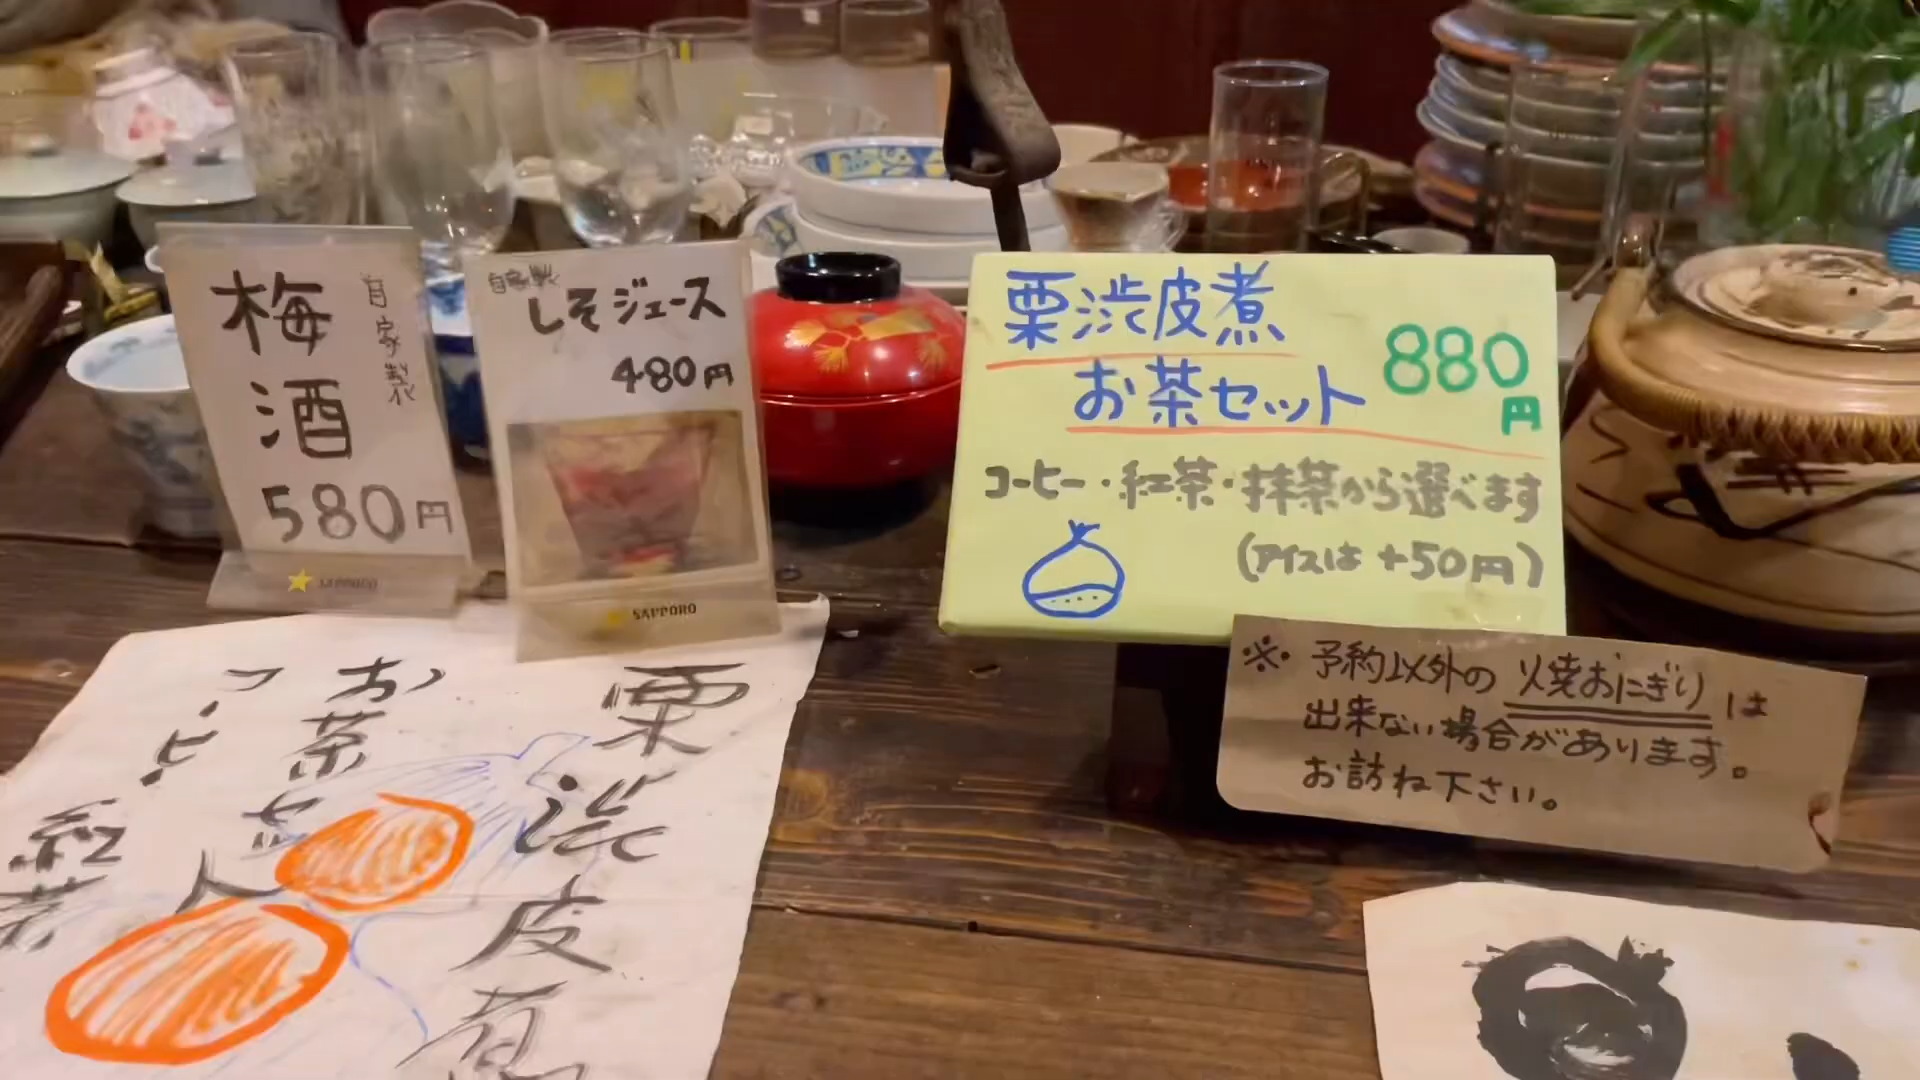 自家製
梅酒
580円
SAPPORO
自家製
しそジュース
480円
SAPPORO
栗渋皮煮
お茶セット
880円
コーヒー・紅茶・抹茶から選べます
(アイスは+50円)
※予約以外の火焼おにぎりは
出来ない場合があります。
お訪ね下さい。
栗渋皮煮
お茶セット
コーヒー
紅茶